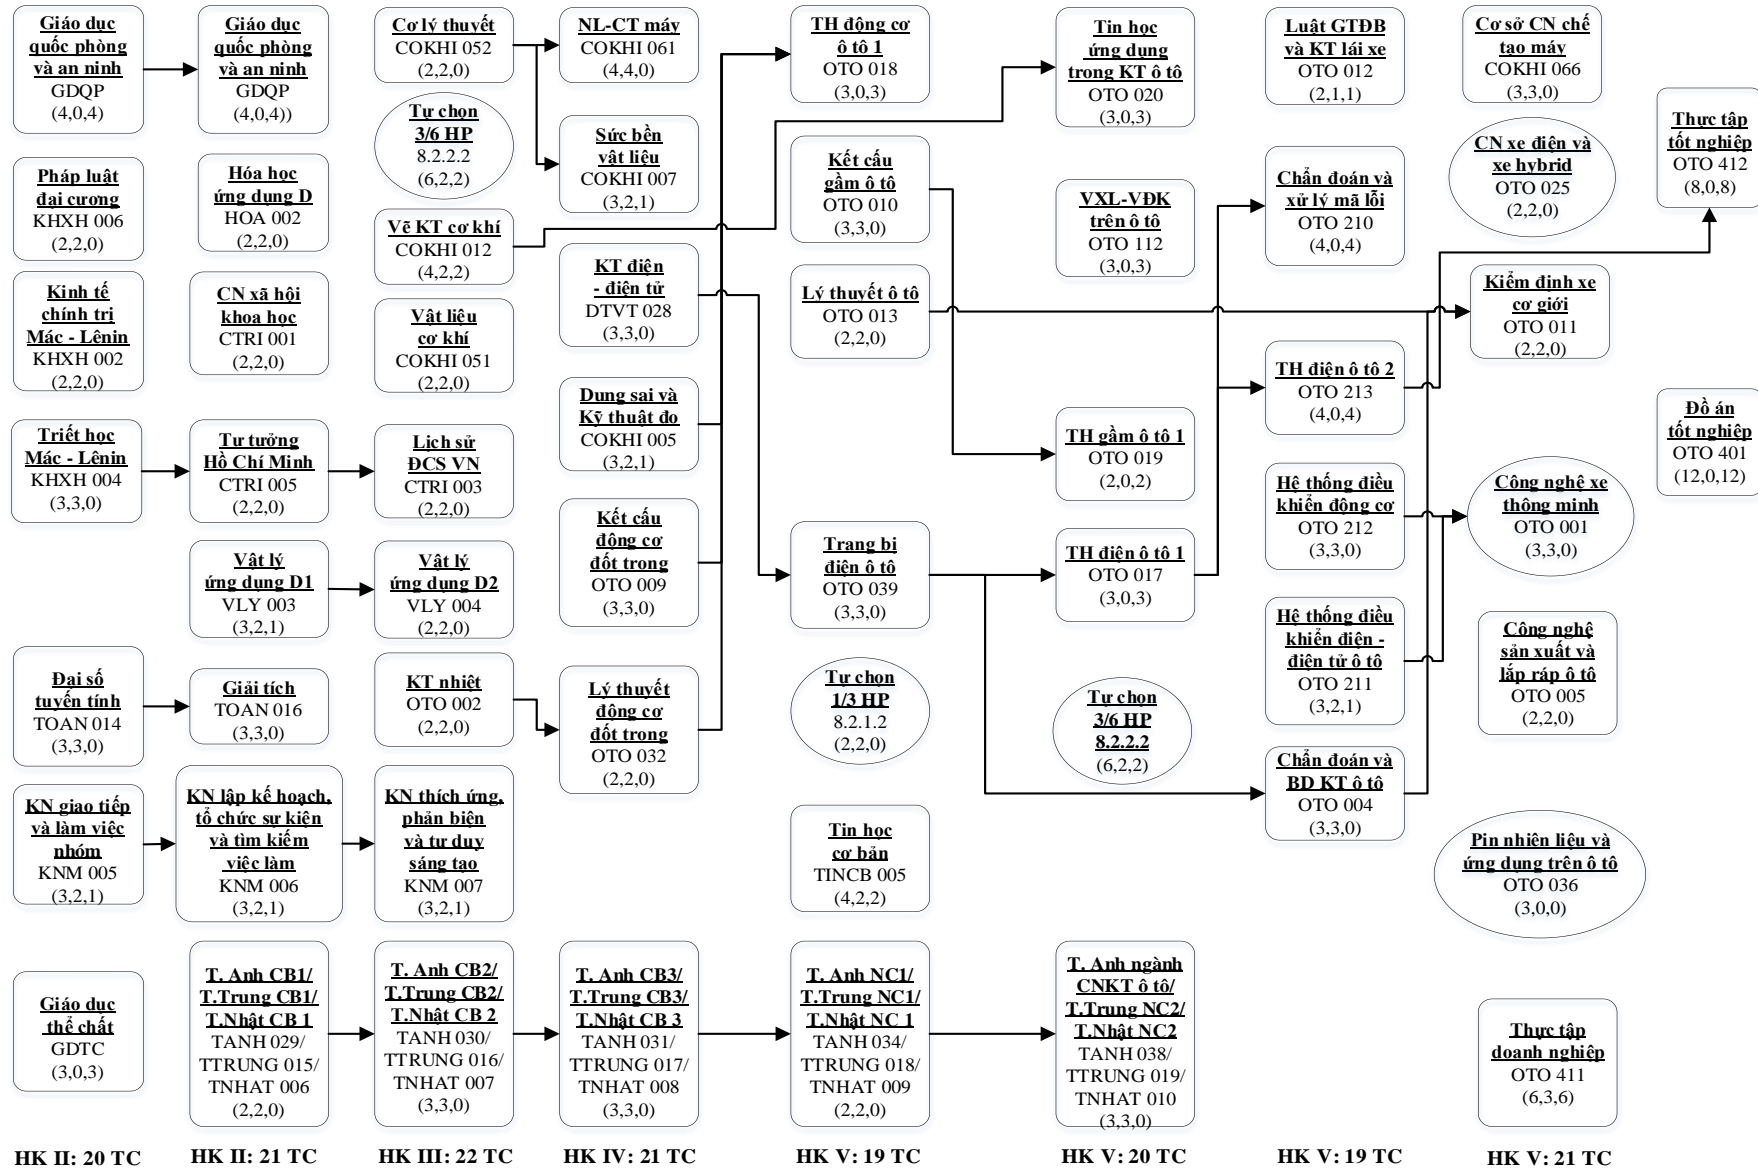 Giáo dục
quốc phòng
và an ninh
GDQP
(4,0,4)
Pháp luật
đại cương
KHXH 006
(2,2,0)
Kinh tế
chính trị
Mác - Lênin
KHXH 002
(2,2,0)
Triết học
Mác - Lênin
KHXH 004
(3,3,0)
Đại số
tuyến tính
TOAN 014
(3,3,0)
KN giao tiếp
và làm việc
nhóm
KNM 005
(3,2,1)
Giáo dục
thể chất
GDTC
(3,0,3)
HK II: 20 TC
Giáo dục
quốc phòng
và an ninh
GDQP
(4,0,4))
Hóa học
ứng dụng D
HOA 002
(2,2,0)
CN xã hội
khoa học
CTRI 001
(2,2,0)
Tư tưởng
Hồ Chí Minh
CTRI 005
(2,2,0)
Vật lý
ứng dụng D1
VLY 003
(3,2,1)
Giải tích
TOAN 016
(3,3,0)
KN lập kế hoạch,
tổ chức sự kiện
và tìm kiếm
việc làm
KNM 006
(3,2,1)
T. Anh CB1/
T.Trung CB1/
T.Nhật CB 1
TANH 029/
TTRUNG 015/
TNHAT 006
(2,2,0)
HK II: 21 TC
Cơ lý thuyết
COKHI 052
(2,2,0)
Tự chọn
3/6 HP
8.2.2.2
(6,2,2)
Vẽ KT cơ khí
COKHI 012
(4,2,2)
Vật liệu
cơ khí
COKHI 051
(2,2,0)
Lịch sử
ĐCS VN
CTRI 003
(2,2,0)
Vật lý
ứng dụng D2
VLY 004
(2,2,0)
KT nhiệt
OTO 002
(2,2,0)
KN thích ứng,
phản biện
và tư duy
sáng tạo
KNM 007
(3,2,1)
T. Anh CB2/
T.Trung CB2/
T.Nhật CB 2
TANH 030/
TTRUNG 016/
TNHAT 007
(3,3,0)
HK III: 22 TC
NL-CT máy
COKHI 061
(4,4,0)
Sức bền
vật liệu
COKHI 007
(3,2,1)
KT điện
- điện tử
DTVT 028
(3,3,0)
Dung sai và
Kỹ thuật đo
COKHI 005
(3,2,1)
Kết cấu
động cơ
đốt trong
OTO 009
(3,3,0)
Lý thuyết
động cơ
đốt trong
OTO 032
(2,2,0)
T. Anh CB3/
T.Trung CB3/
T.Nhật CB 3
TANH 031/
TTRUNG 017/
TNHAT 008
(3,3,0)
HK IV: 21 TC
TH động cơ
ô tô 1
OTO 018
(3,0,3)
Kết cấu
gầm ô tô
OTO 010
(3,3,0)
Lý thuyết ô tô
OTO 013
(2,2,0)
Trang bị
điện ô tô
OTO 039
(3,3,0)
Tự chọn
1/3 HP
8.2.1.2
(2,2,0)
Tin học
cơ bản
TINCB 005
(4,2,2)
T. Anh NC1/
T.Trung NC1/
T.Nhật NC 1
TANH 034/
TTRUNG 018/
TNHAT 009
(2,2,0)
HK V: 19 TC
Tin học
ứng dụng
trong KT ô tô
OTO 020
(3,0,3)
VXL-VĐK
trên ô tô
OTO 112
(3,0,3)
TH gầm ô tô 1
OTO 019
(2,0,2)
TH điện ô tô 1
OTO 017
(3,0,3)
Tự chọn
3/6 HP
8.2.2.2
(6,2,2)
T. Anh ngành
CNKT ô tô/
T.Trung NC2/
T.Nhật NC2
TANH 038/
TTRUNG 019/
TNHAT 010
(3,3,0)
HK V: 20 TC
Luật GTĐB
và KT lái xe
OTO 012
(2,1,1)
Chẩn đoán và
xử lý mã lỗi
OTO 210
(4,0,4)
TH điện ô tô 2
OTO 213
(4,0,4)
Hệ thống điều
khiển động cơ
OTO 212
(3,3,0)
Hệ thống điều
khiển điện -
điện tử ô tô
OTO 211
(3,2,1)
Chẩn đoán và
BD KT ô tô
OTO 004
(3,3,0)
HK V: 19 TC
Cơ sở CN chế
tạo máy
COKHI 066
(3,3,0)
CN xe điện và
xe hybrid
OTO 025
(2,2,0)
Kiểm định xe
cơ giới
OTO 011
(2,2,0)
Công nghệ xe
thông minh
OTO 001
(3,3,0)
Công nghệ
sản xuất và
lắp ráp ô tô
OTO 005
(2,2,0)
Pin nhiên liệu và
ứng dụng trên ô tô
OTO 036
(3,0,0)
Thực tập
doanh nghiệp
OTO 411
(6,3,6)
HK V: 21 TC
Thực tập
tốt nghiệp
OTO 412
(8,0,8)
Đồ án
tốt nghiệp
OTO 401
(12,0,12)